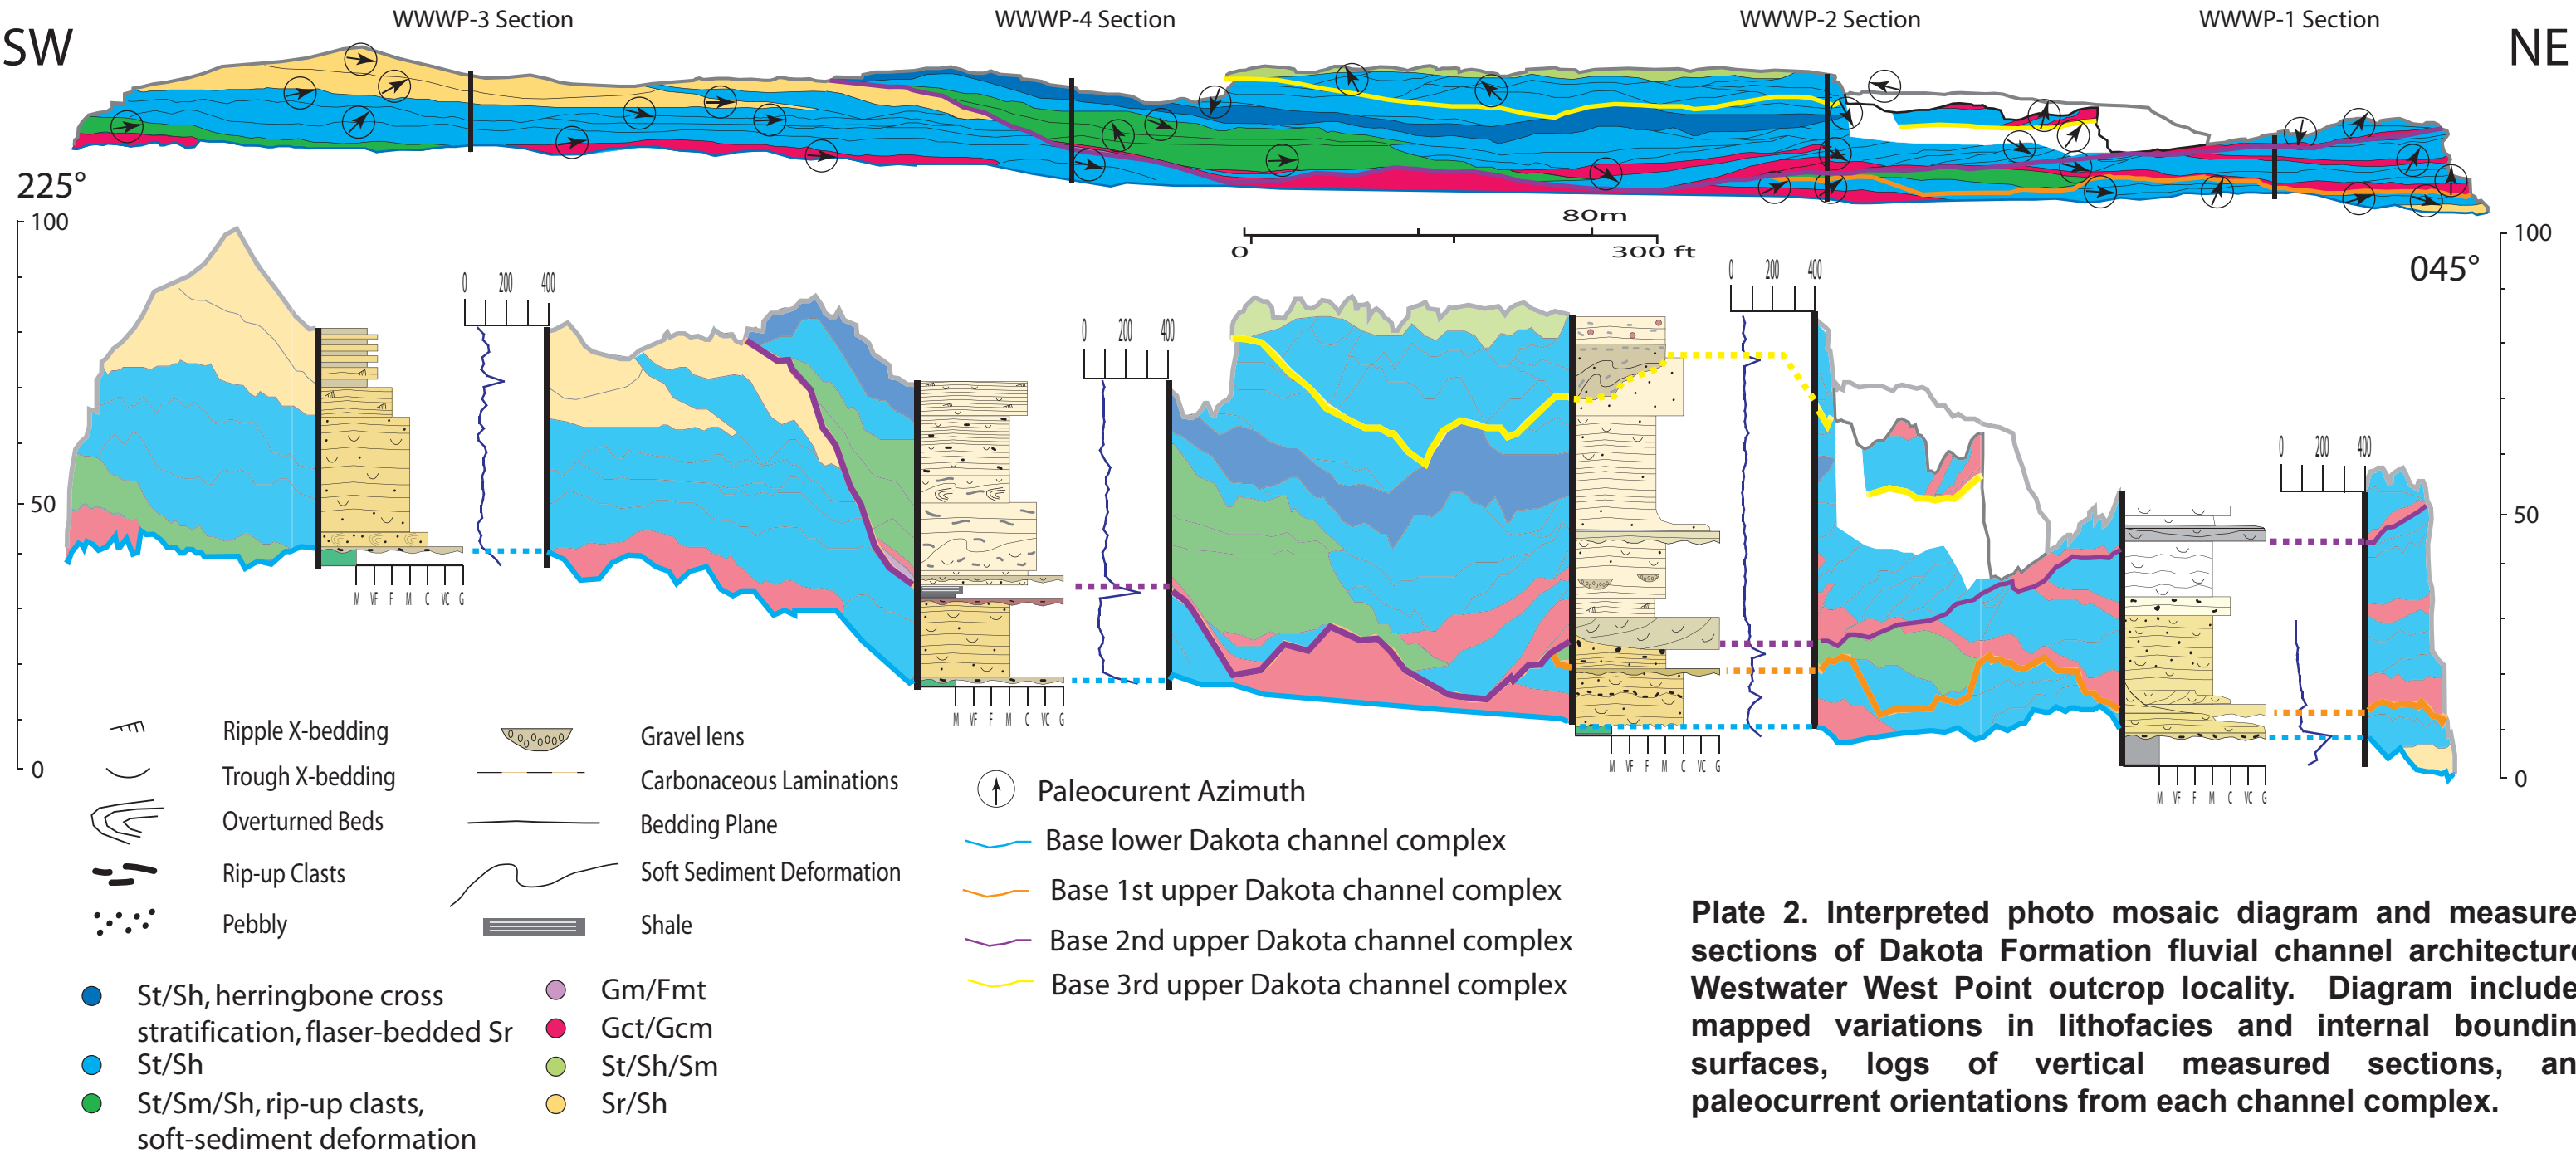 WWWP-3 Section
WWWP-4 Section
WWWP-2 Section
WWWP-1 Section
SW
NE
225°
045°
80m
0
300 ft
100
50
0
100
50
0
0 200 400
0 200 400
0 200 400
0 200 400
M VF F M C VC G
M VF F M C VC G
M VF F M C VC G
M VF F M C VC G
Ripple X-bedding
Trough X-bedding
Overturned Beds
Rip-up Clasts
Pebbly
Gravel lens
Carbonaceous Laminations
Bedding Plane
Soft Sediment Deformation
Shale
Paleocurent Azimuth
Base lower Dakota channel complex
Base 1st upper Dakota channel complex
Base 2nd upper Dakota channel complex
Base 3rd upper Dakota channel complex
St/Sh, herringbone cross
stratification, flaser-bedded Sr
St/Sh
St/Sm/Sh, rip-up clasts,
soft-sediment deformation
Gm/Fmt
Gct/Gcm
St/Sh/Sm
Sr/Sh
Plate 2. Interpreted photo mosaic diagram and measure
sections of Dakota Formation fluvial channel architecture
Westwater West Point outcrop locality. Diagram include
mapped variations in lithofacies and internal boundin
surfaces, logs of vertical measured sections, an
paleocurrent orientations from each channel complex.